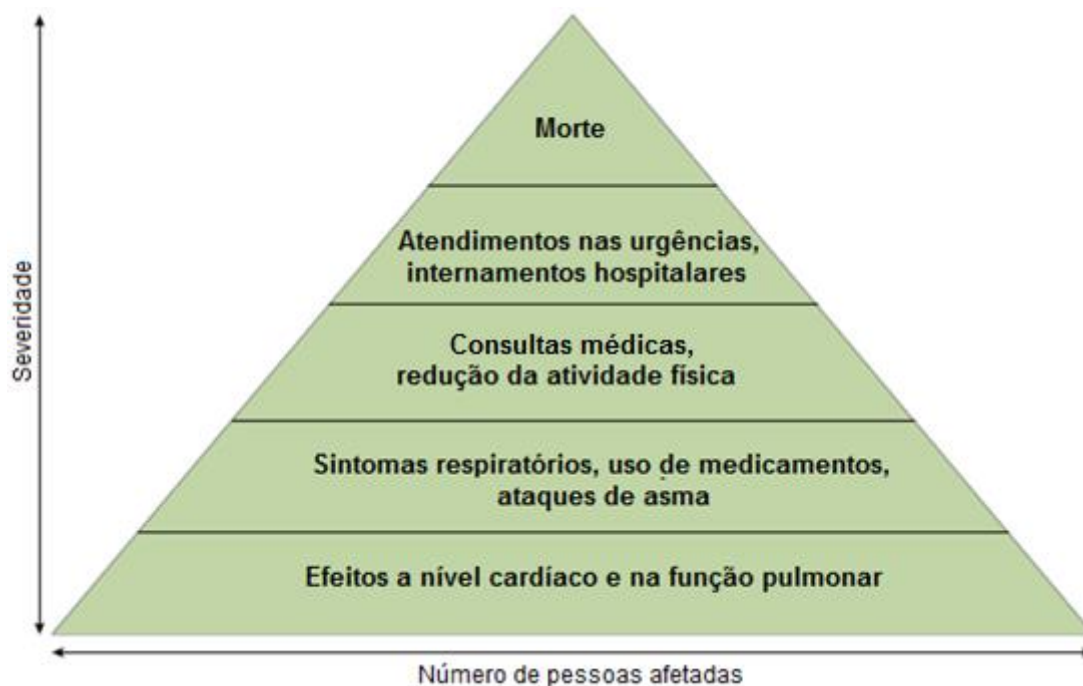 Morte
Atendimentos nas urgências,
internamentos hospitalares
Severidade
Consultas médicas,
redução da atividade física
Sintomas respiratórios, uso de medicamentos,
ataques de asma
Efeitos a nível cardíaco e na função pulmonar
Número de pessoas afetadas